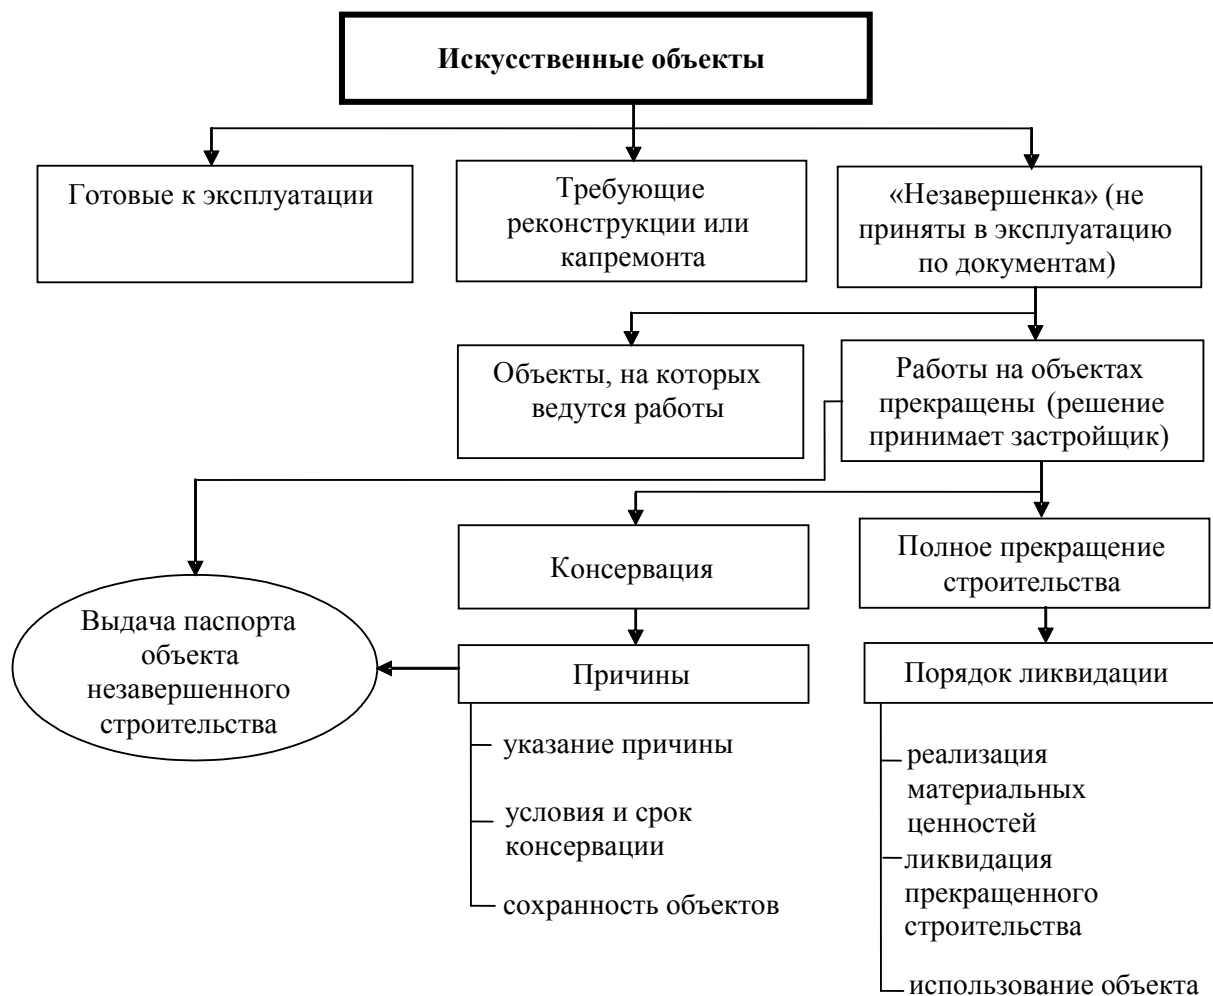 Искусственные объекты
Готовые к эксплуатации
Требующие
реконструкции или
капремонта
«Незавершенка» (не
приняты в эксплуатацию
по документам)
Объекты, на которых
ведутся работы
Работы на объектах
прекращены (решение
принимает застройщик)
Консервация
Полное прекращение
строительства
Выдача паспорта
объекта
незавершенного
строительства
Причины
Порядок ликвидации
указание причины
условия и срок
консервации
сохранность объектов
реализация
материальных
ценностей
ликвидация
прекращенного
строительства
использование объекта